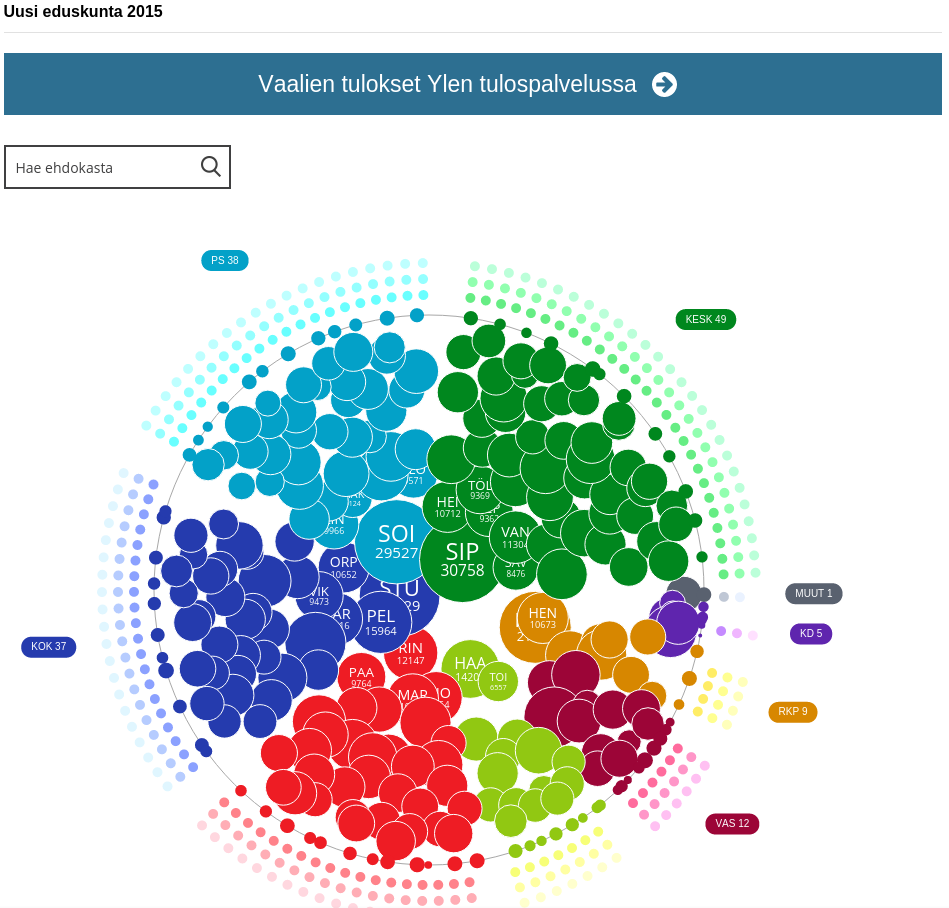 Uusi eduskunta 2015
Vaalien tulokset Ylen tulospalvelussa
Hae ehdokasta
PS 38
KESK 49
TÖL
9369
HEN
10712
9966
SOI
29527
VAN
11304
SIP
30758
8476
ORP
10652
VIK
9473
STU
PEL
15964
HEN
10673
MUUT 1
KD 5
KOK 37
RIN
12147
HAA
PAA
9764
TOI
6557
MAR
RKP 9
VAS 12